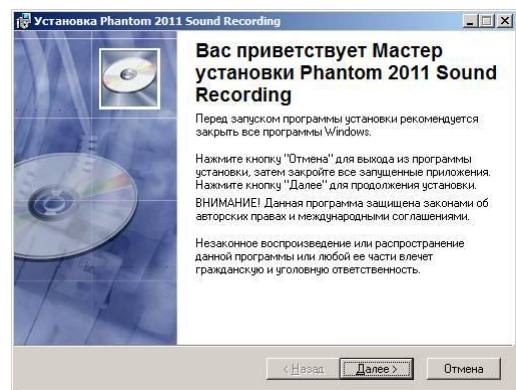 Установка Phantom 2011 Sound Recording
Вас приветствует Мастер
установки Phantom 2011 Sound
Recording
Перед запуском программы установки рекомендуется
закрыть все программы Windows.
Нажмите кнопку "Отмена" для выхода из программы
установки, затем закройте все запущенные приложения.
Нажмите кнопку "Далее" для продолжения установки.
ВНИМАНИЕ! Данная программа защищена законами об
авторских правах и международными соглашениями.
Незаконное воспроизведение или распространение
данной программы или любой ее части влечет
гражданскую и уголовную ответственность.
< Назад Далее > Отмена